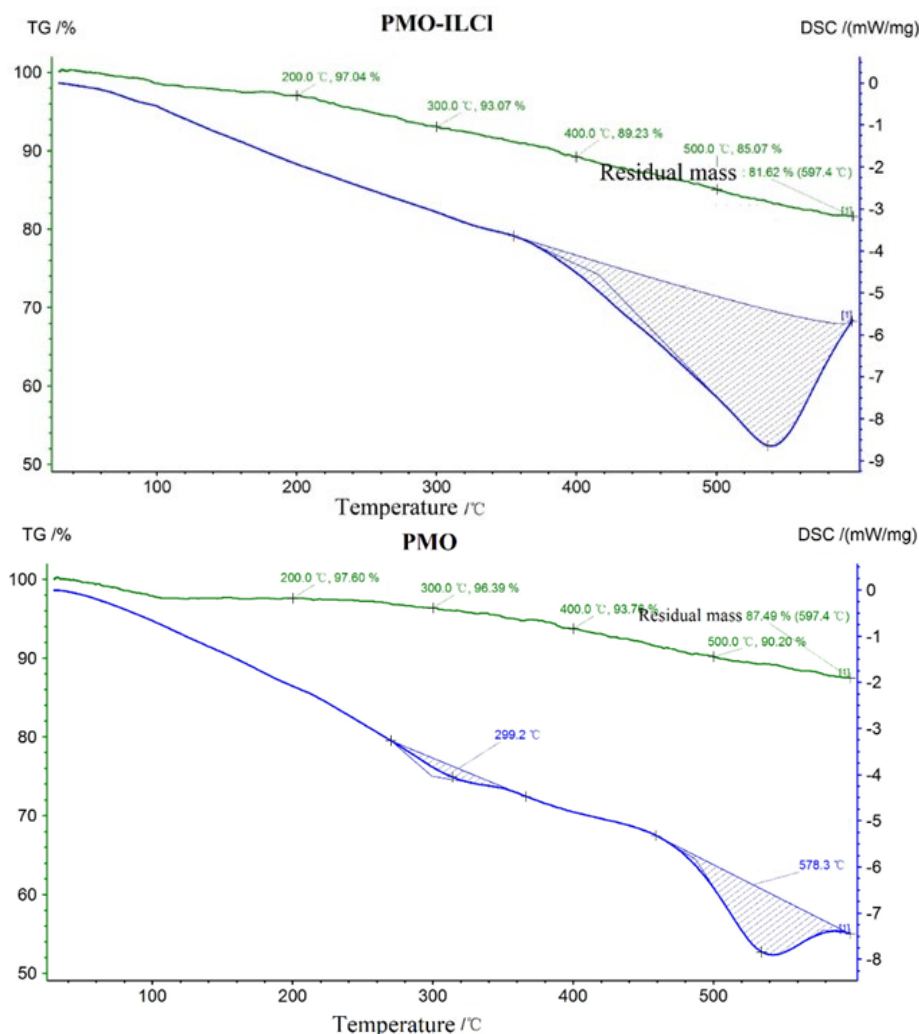 TG /%
PMO-ILCl
DSC /(mW/mg)
100
90
80
70
60
50
0
-1
-2
-3
-4
-5
-6
-7
-8
-9
200.0 ℃, 97.04 %
300.0 ℃, 93.07 %
400.0 ℃, 89.23 %
500.0 ℃, 85.07 %
Residual mass : 81.62 % (597.4 ℃)
[1]
[1]
100
200
300
400
500
Temperature /℃
TG /%
PMO
DSC /(mW/mg)
100
90
80
70
60
50
0
-1
-2
-3
-4
-5
-6
-7
-8
200.0 ℃, 97.60 %
300.0 ℃, 96.39 %
400.0 ℃, 93.76 %
Residual mass 87.49 % (597.4 ℃)
500.0 ℃, 90.20 %
[1]
299.2 ℃
578.3 ℃
[1]
100
200
300
400
500
Temperature /℃